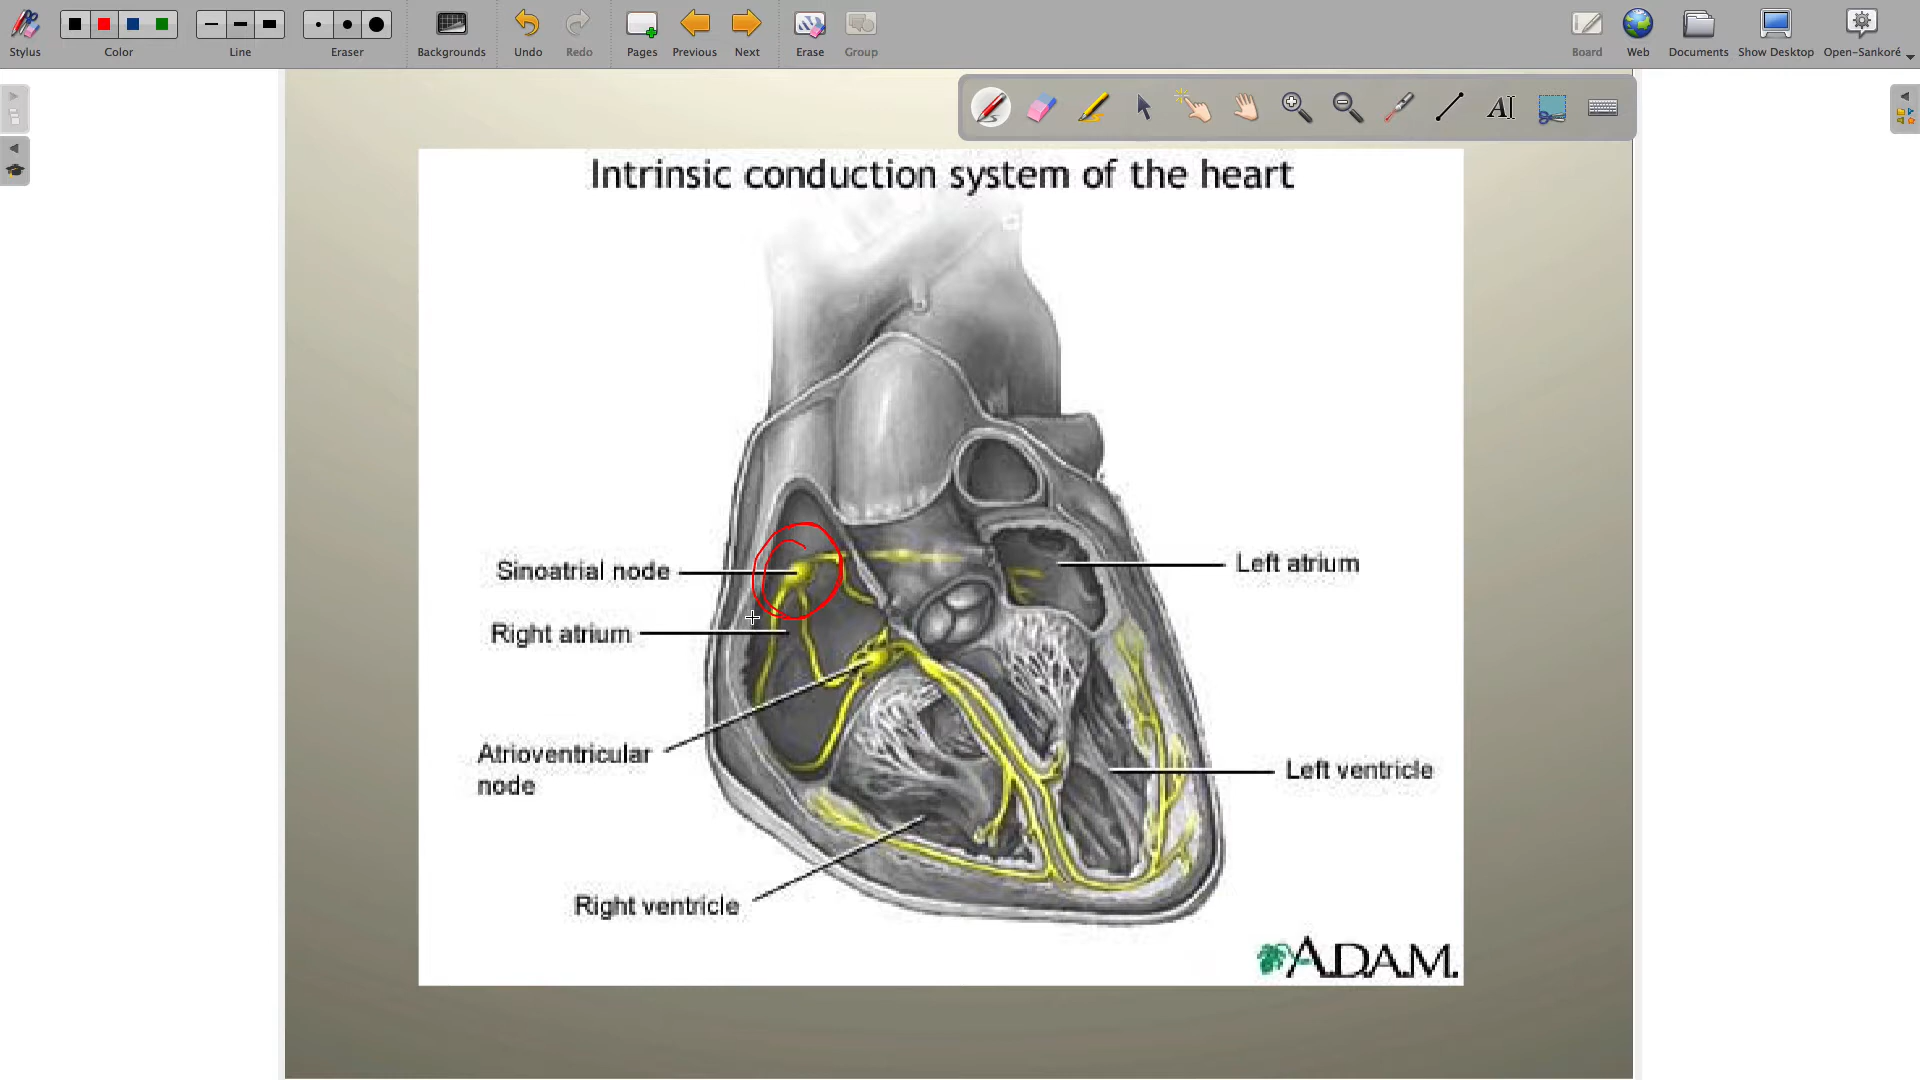 Stylus
Color
Line
Eraser
Backgrounds
Undo
Redo
Pages
Previous
Next
Erase
Group
Board
Web
Documents
Show Desktop
Open-Sankoré
Intrinsic conduction system of the heart
Sinoatrial node
Left atrium
Right atrium
Atrioventricular
node
Left ventricle
Right ventricle
A.D.A.M.